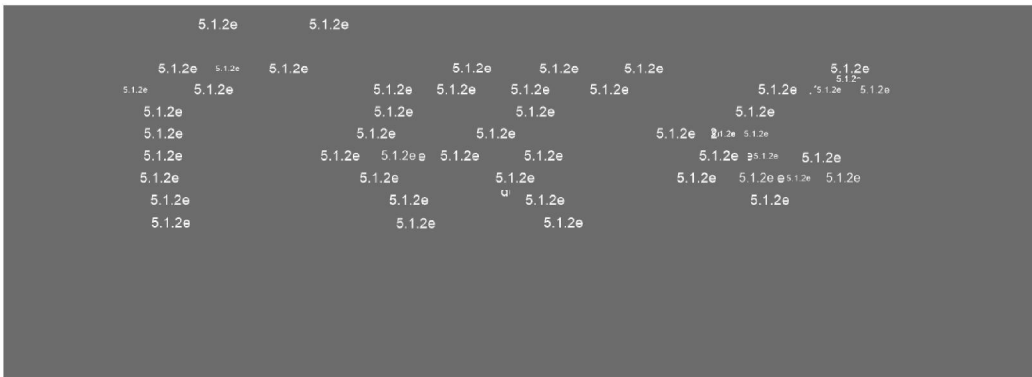 5.1.2e 5.1.2e
5.1.2e 5.1.2e 5.1.2e 5.1.2e 5.1.2e 5.1.2e 5.1.2e
5.1.2e 5.1.2e 5.1.2e 5.1.2e 5.1.2e 5.1.2e 5.1.2e 5.1.2e 5.1.2e
5.1.2e 5.1.2e 5.1.2e 5.1.2e
5.1.2e 5.1.2e 5.1.2e 5.1.2e 5.1.2e
5.1.2e 5.1.2e 5.1.2e e 5.1.2e 5.1.2e 5.1.2e 5.1.2e 5.1.2e
5.1.2e 5.1.2e 5.1.2e 5.1.2e 5.1.2e e 5.1.2e 5.1.2e
5.1.2e 5.1.2e 5.1.2e 5.1.2e
5.1.2e 5.1.2e 5.1.2e